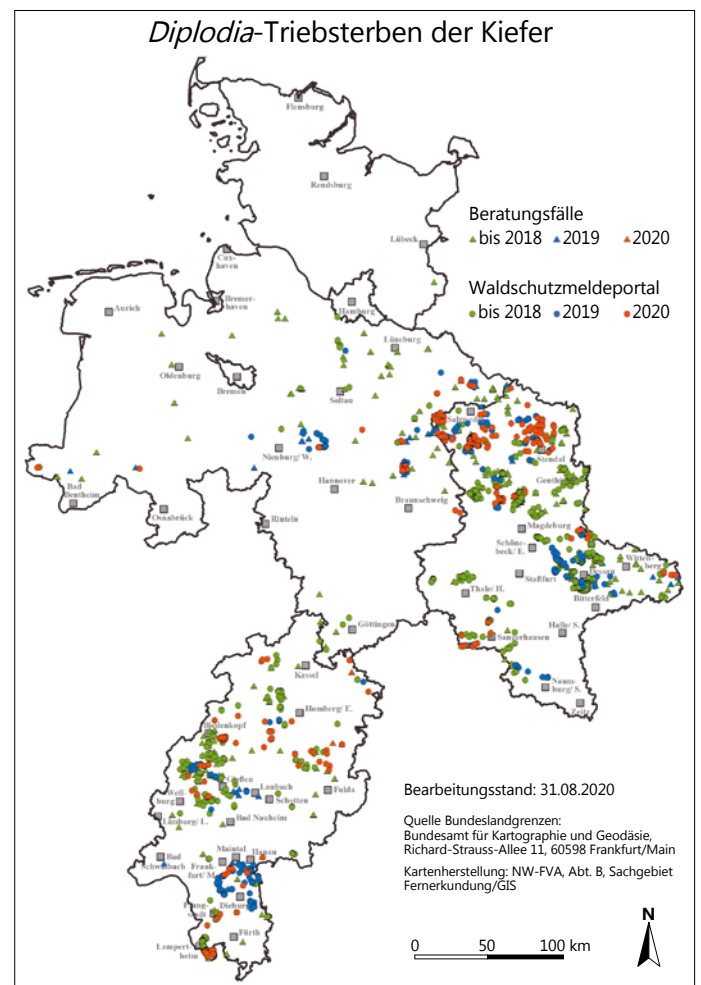 Diplodia-Triebsterben der Kiefer
Flensburg
Rendsburg
Beratungsfälle
bis 2018 2019 2020
Lübeck
Cux-
haven
Waldschutzmeldeportal
bis 2018 2019 2020
Bremer-
haven
Hamburg
Aurich
Lüneburg
Oldenburg
Bremen
Soltau
Salzwedel
Nienburg/ W.
Stendal
Bad
Bentheim
Hannover
Genthin
Osnabrück
Braunschweig
Rinteln
Magdeburg
Schöne-
beck/ E.
Witten-
berg
Staßfurt
Dessau
Thale/ H.
Bitterfeld
Göttingen
Halle/ S.
Sangerhausen
Kassel
Naum-
burg/ S.
Zeitz
Homberg/ E.
Biedenkopf
Gießen
Laubach
Fulda
Weil-
burg
Schotten
Limburg/ L.
Bad Nauheim
Bearbeitungsstand: 31.08.2020
Quelle Bundeslandgrenzen:
Bundesamt für Kartographie und Geodäsie,
Richard-Strauss-Allee 11, 60598 Frankfurt/Main
Kartenherstellung: NW-FVA, Abt. B, Sachgebiet
Fernerkundung/GIS
Maintal
Hanau
Bad
Schwalbach
Frank-
furt/ M.
Dieburg
Pfung-
stadt
Fürth
Lampert-
heim
N
0 50 100 km